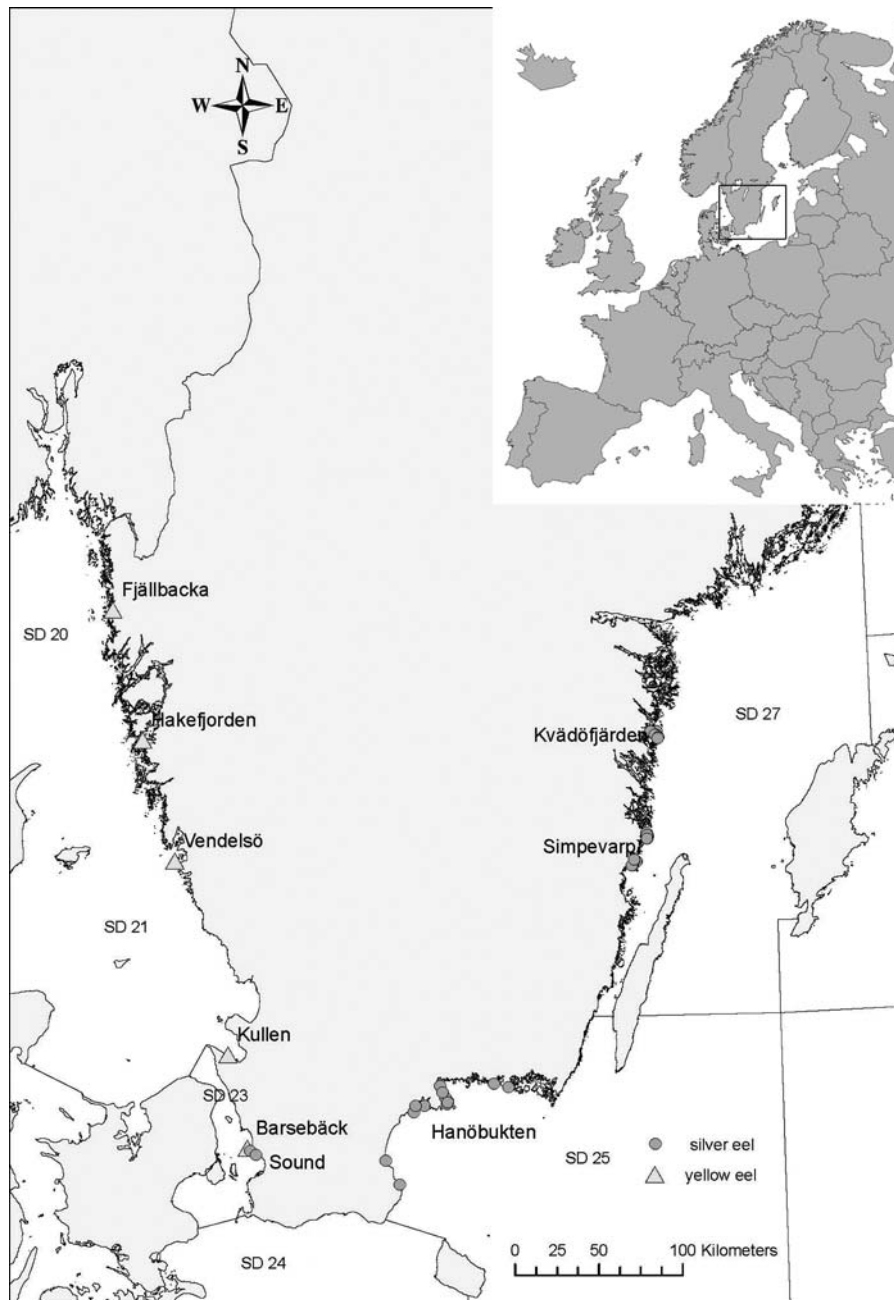 N
W E
S
Fjällbacka
SD 20
Hakefjorden
SD 27
Kvädöfjärden
Vendelsö
Simpevarp
SD 21
Kullen
SD 23
Barsebäck
Hanöbukten
silver eel
Sound
SD 25
yellow eel
SD 24
0 25 50 100 Kilometers